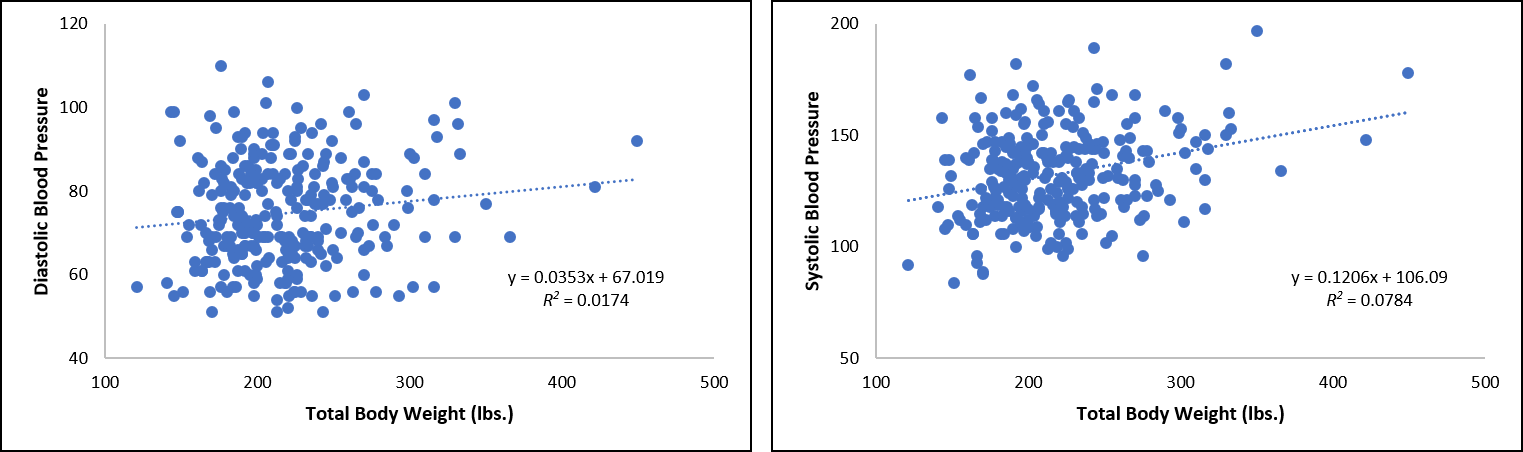 120
100
80
60
40
Diastolic Blood Pressure
y = 0.0353x + 67.019
R² = 0.0174
100 200 300 400 500
Total Body Weight (lbs.)
200
150
100
50
Systolic Blood Pressure
y = 0.1206x + 106.09
R² = 0.0784
100 200 300 400 500
Total Body Weight (lbs.)